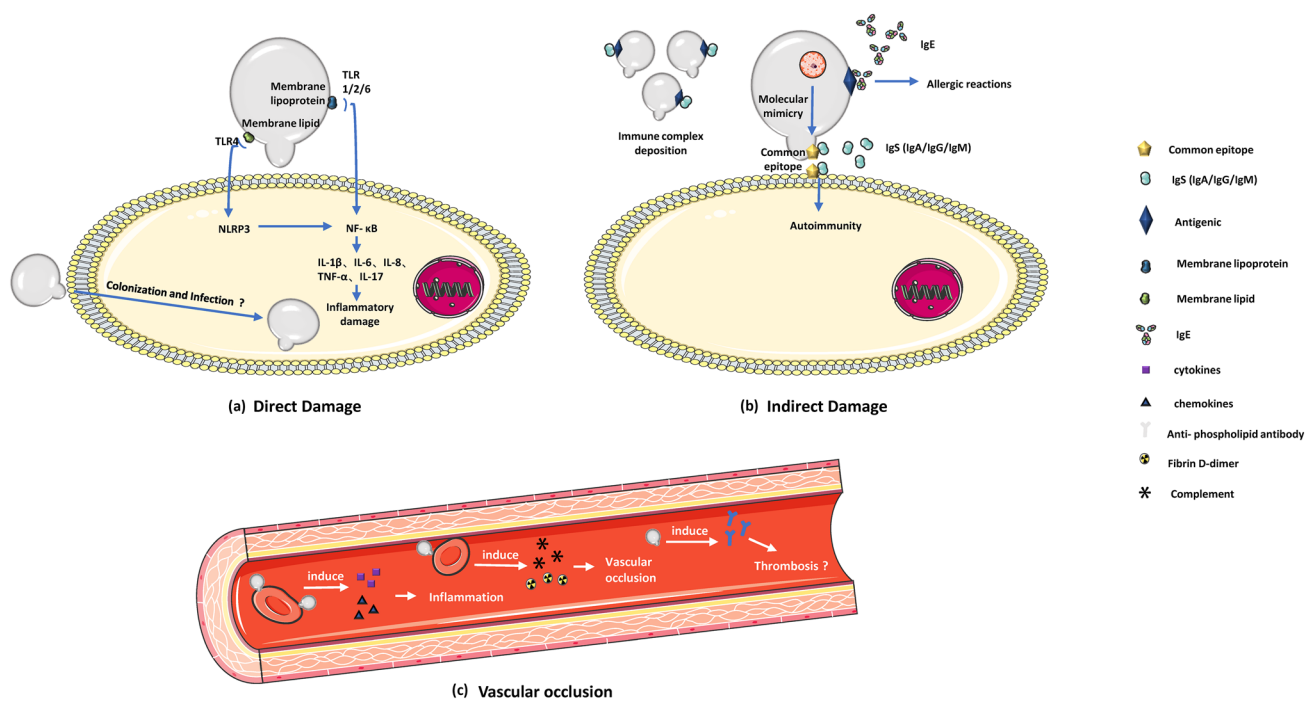 Membrane
lipoprotein
TLR
1/2/6
Membrane lipid
TLR4
NLRP3
NF- κB
IL-1β、IL-6、IL-8、
TNF-α、IL-17
Inflammatory
damage
Colonization and Infection ?
(a) Direct Damage
Immune complex
deposition
Molecular
mimicry
IgE
Allergic reactions
Common
epitope
IgS (IgA/IgG/IgM)
Autoimmunity
(b) Indirect Damage
Common epitope
IgS (IgA/IgG/IgM)
Antigenic
Membrane lipoprotein
Membrane lipid
IgE
cytokines
chemokines
Anti- phospholipid antibody
Fibrin D-dimer
Complement
induce
Inflammation
induce
Vascular
occlusion
induce
Thrombosis ?
(c) Vascular occlusion